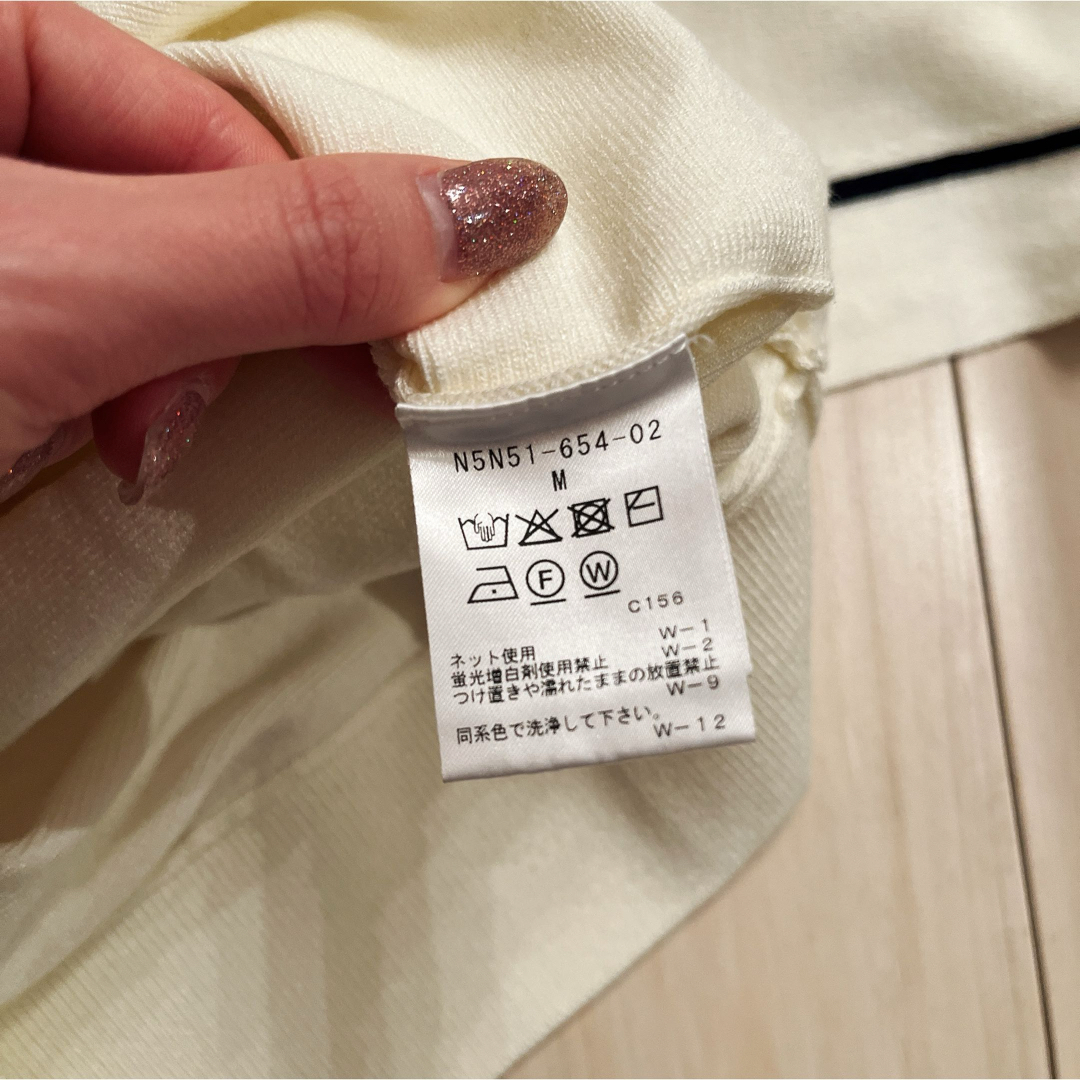 N5N51-654-02
M
F W
C156
W-1
ネット使用 W-2
蛍光増白剤使用禁止
つけ置きや濡れたままの放置禁止
W-9
同系色で洗浄して下さい。
W-12